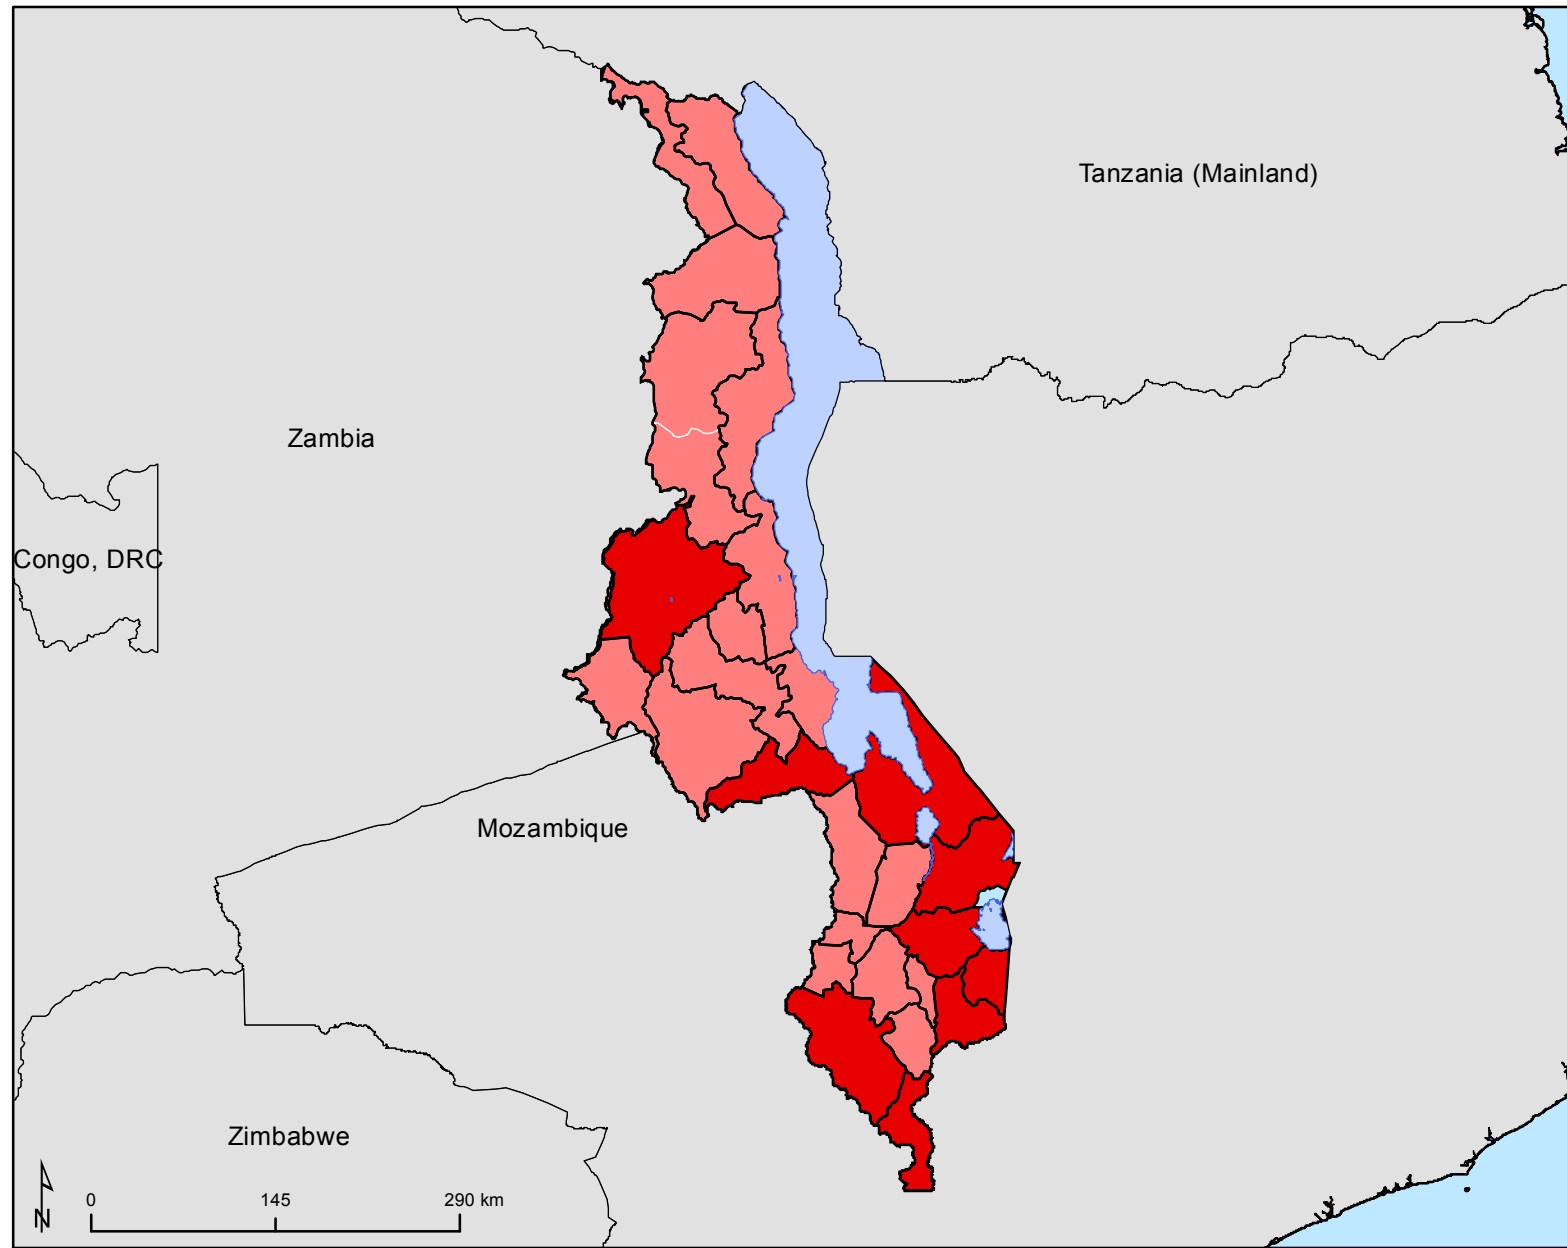 Tanzania (Mainland)
Zambia
Congo, DRC
Mozambique
Zimbabwe
N
0 145 290 km